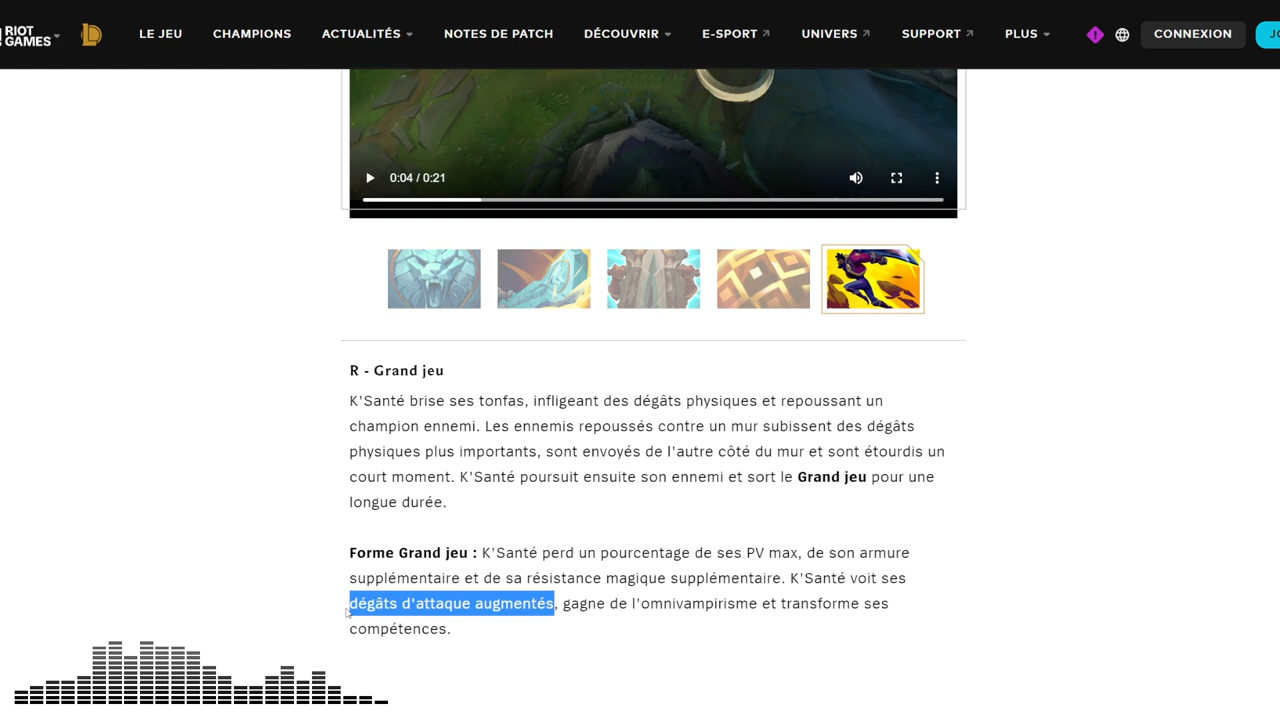 RIOT
GAMES
LE JEU
CHAMPIONS
ACTUALITÉS
NOTES DE PATCH
DÉCOUVRIR
E-SPORT
UNIVERS
SUPPORT
PLUS
CONNEXION
JO
0:04 / 0:21
R - Grand jeu
K'Santé brise ses tonfas, infligeant des dégâts physiques et repoussant un
champion ennemi. Les ennemis repoussés contre un mur subissent des dégâts
physiques plus importants, sont envoyés de l'autre côté du mur et sont étourdis un
court moment. K'Santé poursuit ensuite son ennemi et sort le Grand jeu pour une
longue durée.
Forme Grand jeu : K'Santé perd un pourcentage de ses PV max, de son armure
supplémentaire et de sa résistance magique supplémentaire. K'Santé voit ses
dégâts d'attaque augmentés, gagne de l'omnivampirisme et transforme ses
compétences.